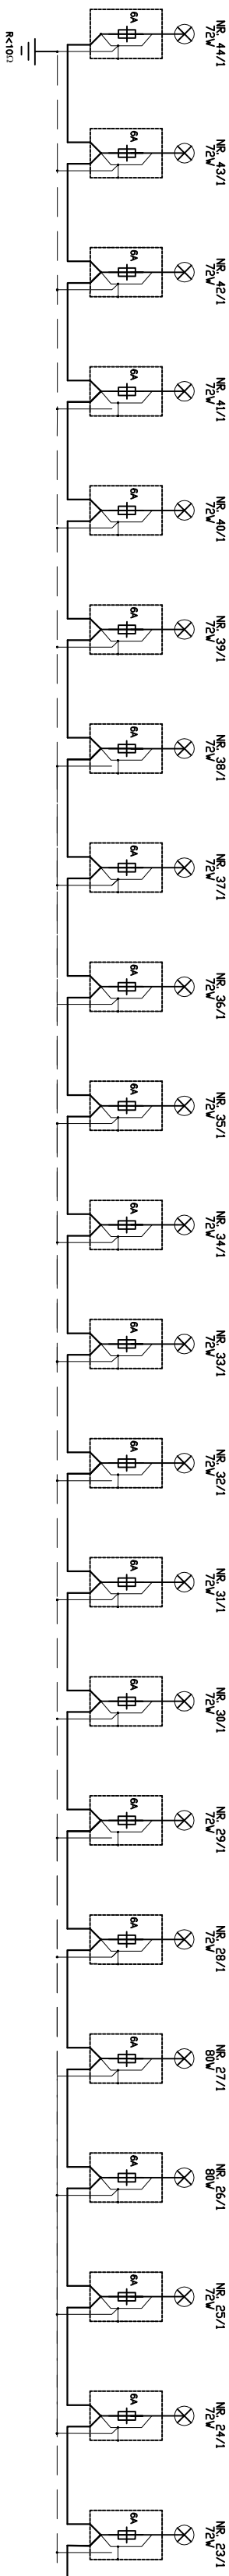 NR. 44/1
72W
6A
R<10Ω
NR. 43/1
72W
6A
NR. 42/1
72W
6A
NR. 41/1
72W
6A
NR. 40/1
72W
6A
NR. 39/1
72W
6A
NR. 38/1
72W
6A
NR. 37/1
72W
6A
NR. 36/1
72W
6A
NR. 35/1
72W
6A
NR. 34/1
72W
6A
NR. 33/1
72W
6A
NR. 32/1
72W
6A
NR. 31/1
72W
6A
NR. 30/1
72W
6A
NR. 29/1
72W
6A
NR. 28/1
72W
6A
NR. 27/1
80W
6A
NR. 26/1
80W
6A
NR. 25/1
72W
6A
NR. 24/1
72W
6A
NR. 23/1
72W
6A